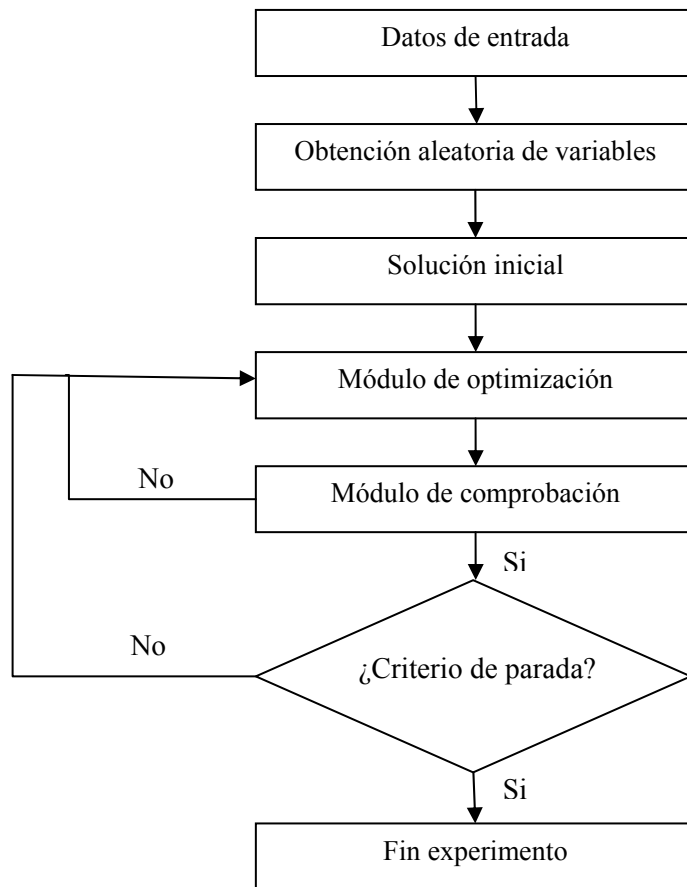 Datos de entrada
Obtención aleatoria de variables
Solución inicial
Módulo de optimización
No
Módulo de comprobación
Si
No
¿Criterio de parada?
Si
Fin experimento